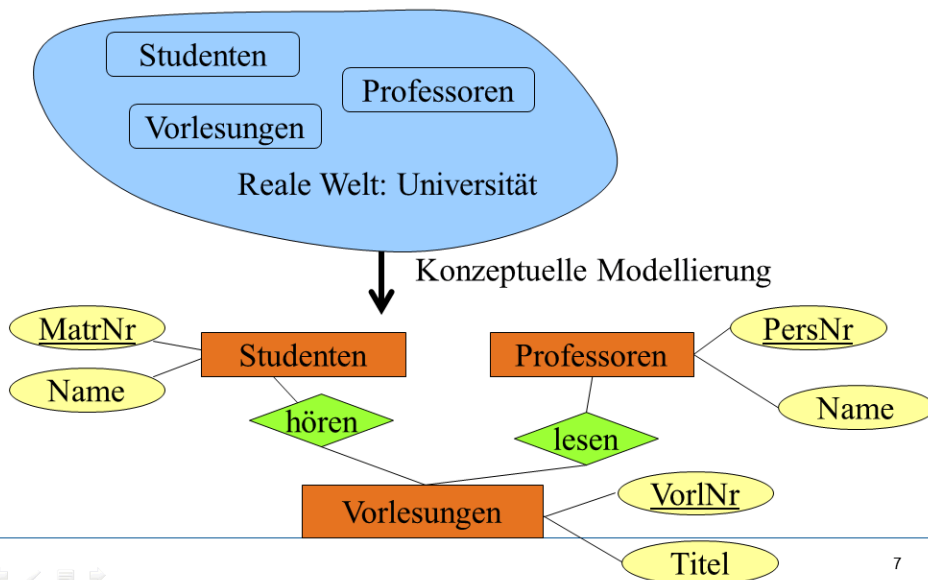 Studenten
Professoren
Vorlesungen
Reale Welt: Universität
Konzeptuelle Modellierung
MatrNr
Studenten
Professoren
PersNr
Name
Name
hören
lesen
Vorlesungen
VorlNr
Titel
7